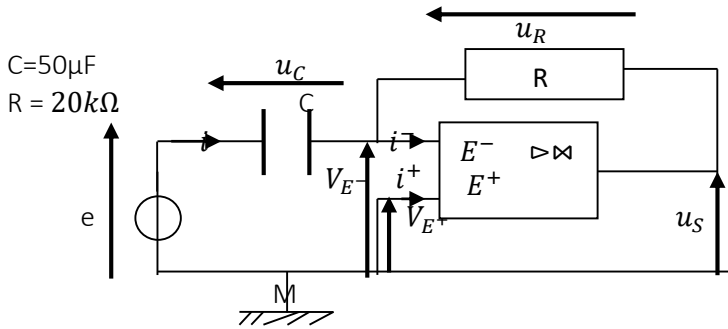 u_R
C=50µF
u_C
R = 20kΩ
R
C
i
i⁻
E⁻
⊳⋈
V_E⁻
i⁺
E⁺
V_E⁺
e
u_S
M